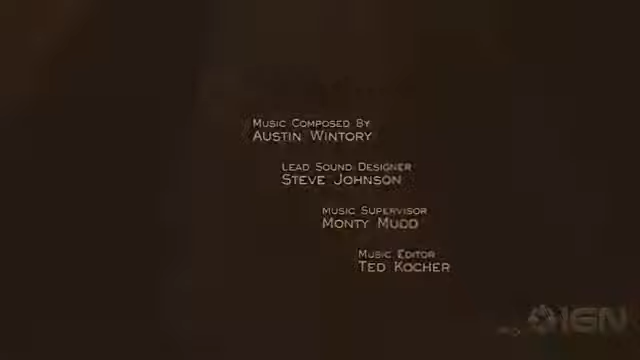 Music Composed By
Austin Wintory
Lead Sound Designer
Steve Johnson
Music Supervisor
Monty Mudd
Music Editor
Ted Kocher
IGN